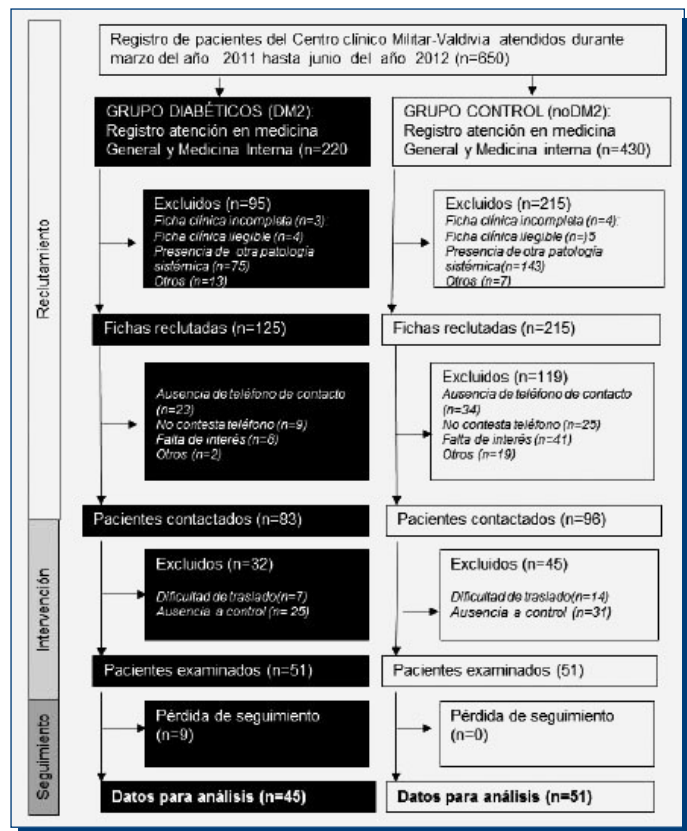 Registro de pacientes del Centro clínico Militar-Valdivia atendidos durante
marzo del año 2011 hasta junio del año 2012 (n=650)
GRUPO DIABÉTICOS (DM2):
Registro atención en medicina
General y Medicina Interna (n=220
GRUPO CONTROL (noDM2):
Registro atención en medicina
General y Medicina interna (n=430)
Reclutamiento
Excluidos (n=95)
Ficha clínica incompleta (n=3):
Ficha clínica ilegible (n=4)
Presencia de otra patología
sistémica (n=75)
Otros (n=13)
Excluidos (n=215)
Ficha clínica incompleta (n=4):
Ficha clínica ilegible (n=)5
Presencia de otra patología
sistémica(n=143)
Otros (n=7)
Fichas reclutadas (n=125)
Fichas reclutadas (n=215)
Ausencia de teléfono de contacto
(n=23)
No contesta teléfono (n=9)
Falta de interés (n=8)
Otros (n=2)
Excluidos (n=119)
Ausencia de teléfono de contacto
(n=34)
No contesta teléfono (n=25)
Falta de interés (n=41)
Otros (n=19)
Pacientes contactados (n=83)
Pacientes contactados (n=96)
Intervención
Excluidos (n=32)
Dificultad de traslado(n=7)
Ausencia a control (n= 25)
Excluidos (n=45)
Dificultad de traslado(n=14)
Ausencia a control (n=31)
Pacientes examinados (n=51)
Pacientes examinados (51)
Seguimiento
Pérdida de seguimiento
(n=9)
Pérdida de seguimiento
(n=0)
Datos para análisis (n=45)
Datos para análisis (n=51)